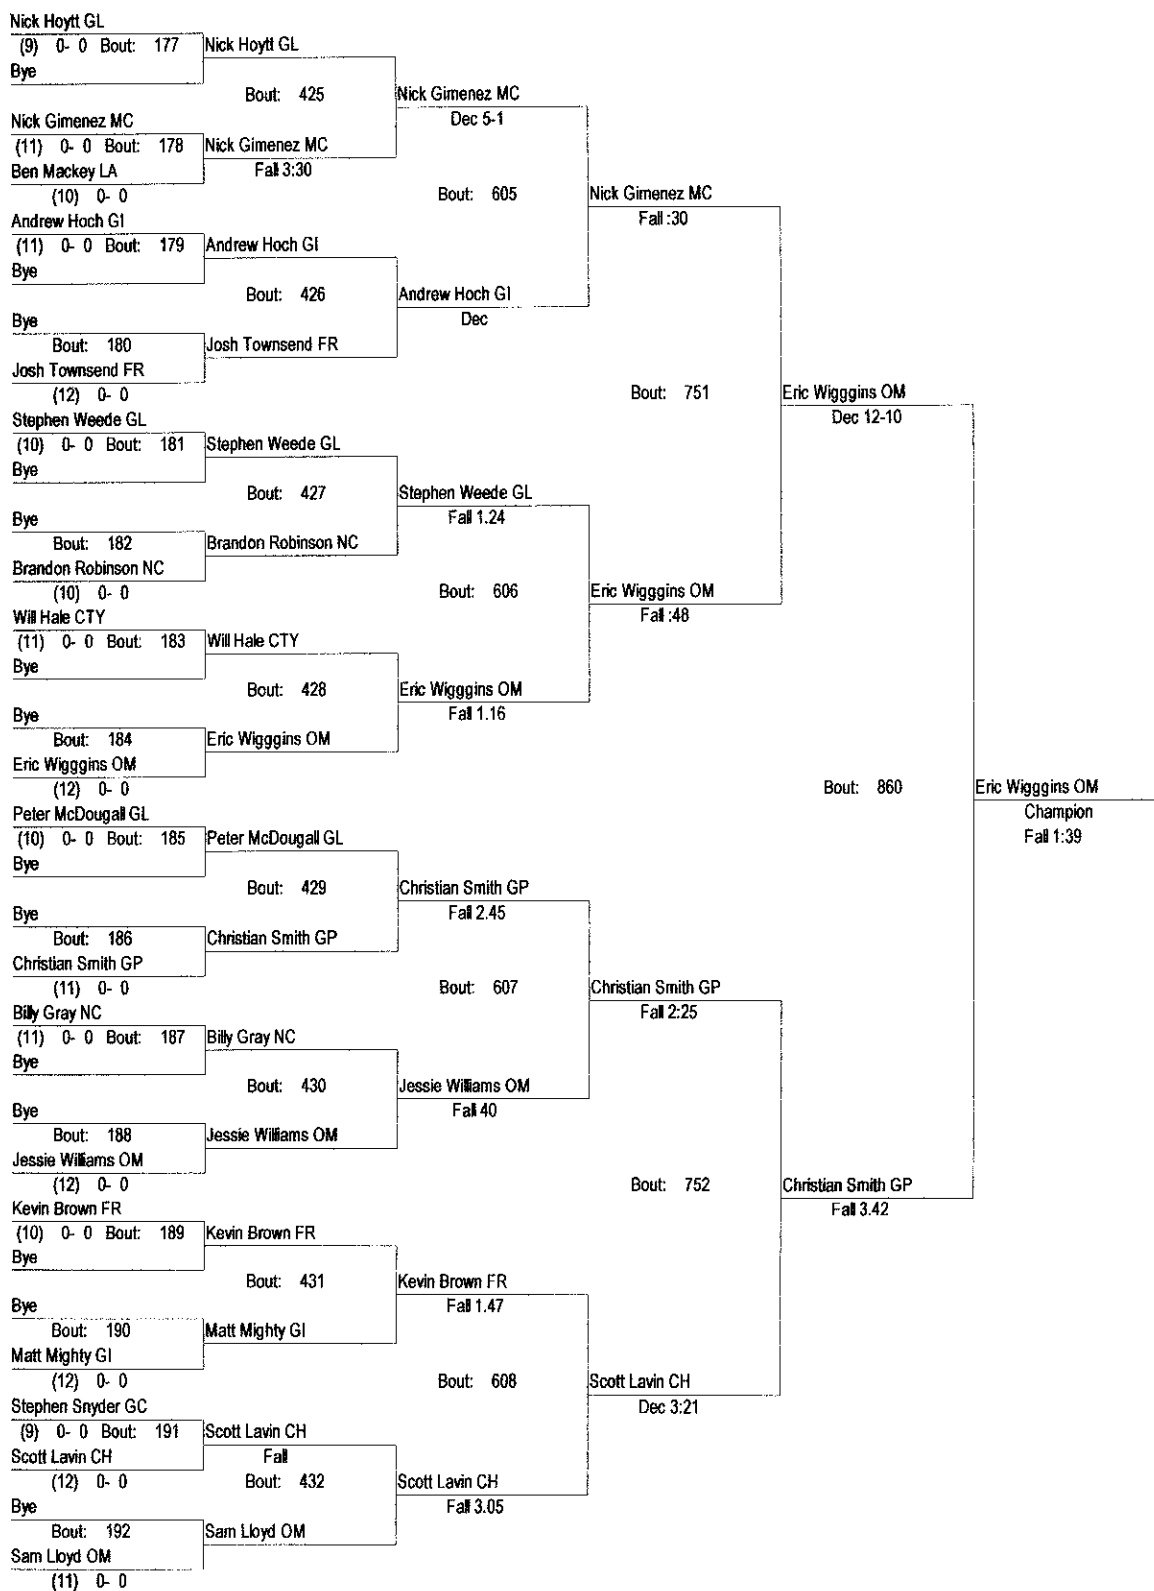 Nick Hoytt GL
(9) 0- 0 Bout: 177 Nick Hoytt GL
Bye
Bout: 425 Nick Gimenez MC
Dec 5-1
Nick Gimenez MC
(11) 0- 0 Bout: 178 Nick Gimenez MC
Ben Mackey LA Fall 3:30
(10) 0- 0 Bout: 605 Nick Gimenez MC
Fall :30
Andrew Hoch GI
(11) 0- 0 Bout: 179 Andrew Hoch GI
Bye
Bout: 426 Andrew Hoch GI
Dec
Bye
Bout: 180 Josh Townsend FR
Josh Townsend FR
(12) 0- 0
Bout: 751 Eric Wigggins OM
Dec 12-10
Stephen Weede GL
(10) 0- 0 Bout: 181 Stephen Weede GL
Bye
Bout: 427 Stephen Weede GL
Fall 1.24
Bye
Bout: 182 Brandon Robinson NC
Brandon Robinson NC
(10) 0- 0 Bout: 606 Eric Wigggins OM
Fall :48
Will Hale CTY
(11) 0- 0 Bout: 183 Will Hale CTY
Bye
Bout: 428 Eric Wigggins OM
Fall 1.16
Bye
Bout: 184 Eric Wigggins OM
Eric Wigggins OM
(12) 0- 0
Bout: 860 Eric Wigggins OM
Champion
Fall 1:39
Peter McDougall GL
(10) 0- 0 Bout: 185 Peter McDougall GL
Bye
Bout: 429 Christian Smith GP
Fall 2.45
Bye
Bout: 186 Christian Smith GP
Christian Smith GP
(11) 0- 0 Bout: 607 Christian Smith GP
Fall 2:25
Billy Gray NC
(11) 0- 0 Bout: 187 Billy Gray NC
Bye
Bout: 430 Jessie Williams OM
Fall 40
Bye
Bout: 188 Jessie Williams OM
Jessie Williams OM
(12) 0- 0
Bout: 752 Christian Smith GP
Fall 3.42
Kevin Brown FR
(10) 0- 0 Bout: 189 Kevin Brown FR
Bye
Bout: 431 Kevin Brown FR
Fall 1.47
Bye
Bout: 190 Matt Mighty GI
Matt Mighty GI
(12) 0- 0 Bout: 608 Scott Lavin CH
Dec 3:21
Stephen Snyder GC
(9) 0- 0 Bout: 191 Scott Lavin CH
Scott Lavin CH Fall
(12) 0- 0 Bout: 432 Scott Lavin CH
Fall 3.05
Bye
Bout: 192 Sam Lloyd OM
Sam Lloyd OM
(11) 0- 0